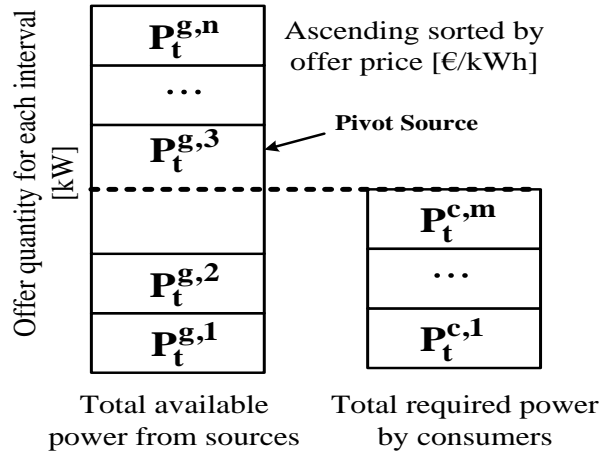 Offer quantity for each interval
[kW]
P_t^{g,n}
...
P_t^{g,3}
P_t^{g,2}
P_t^{g,1}
Ascending sorted by
offer price [€/kWh]
Pivot Source
P_t^{c,m}
...
P_t^{c,1}
Total available
power from sources
Total required power
by consumers